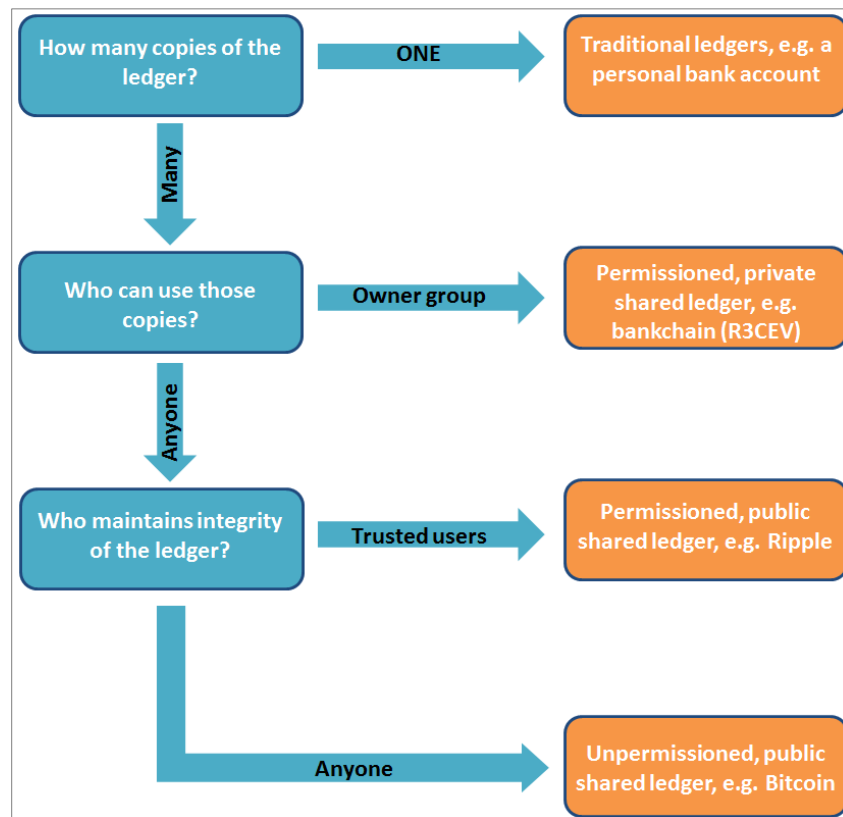 How many copies of the
ledger?
ONE
Traditional ledgers, e.g. a
personal bank account
Many
Who can use those
copies?
Owner group
Permissioned, private
shared ledger, e.g.
bankchain (R3CEV)
Anyone
Who maintains integrity
of the ledger?
Trusted users
Permissioned, public
shared ledger, e.g. Ripple
Anyone
Unpermissioned, public
shared ledger, e.g. Bitcoin